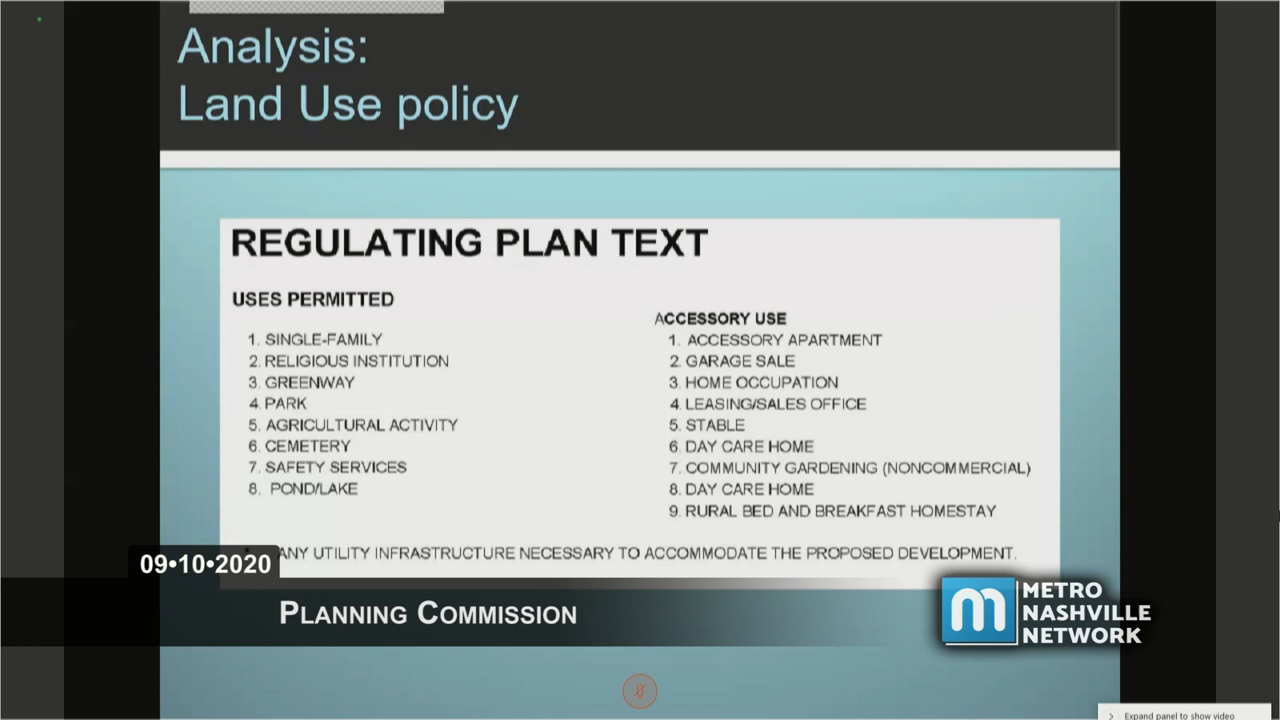 Analysis:
Land Use policy
REGULATING PLAN TEXT
USES PERMITTED
1. SINGLE-FAMILY
2. RELIGIOUS INSTITUTION
3. GREENWAY
4. PARK
5. AGRICULTURAL ACTIVITY
6. CEMETERY
7. SAFETY SERVICES
8. POND/LAKE
ACCESSORY USE
1. ACCESSORY APARTMENT
2. GARAGE SALE
3. HOME OCCUPATION
4. LEASING/SALES OFFICE
5. STABLE
6. DAY CARE HOME
7. COMMUNITY GARDENING (NONCOMMERCIAL)
8. DAY CARE HOME
9. RURAL BED AND BREAKFAST HOMESTAY
ANY UTILITY INFRASTRUCTURE NECESSARY TO ACCOMMODATE THE PROPOSED DEVELOPMENT.
09•10•2020
PLANNING COMMISSION
m METRO
NASHVILLE
NETWORK
Expand panel to show video